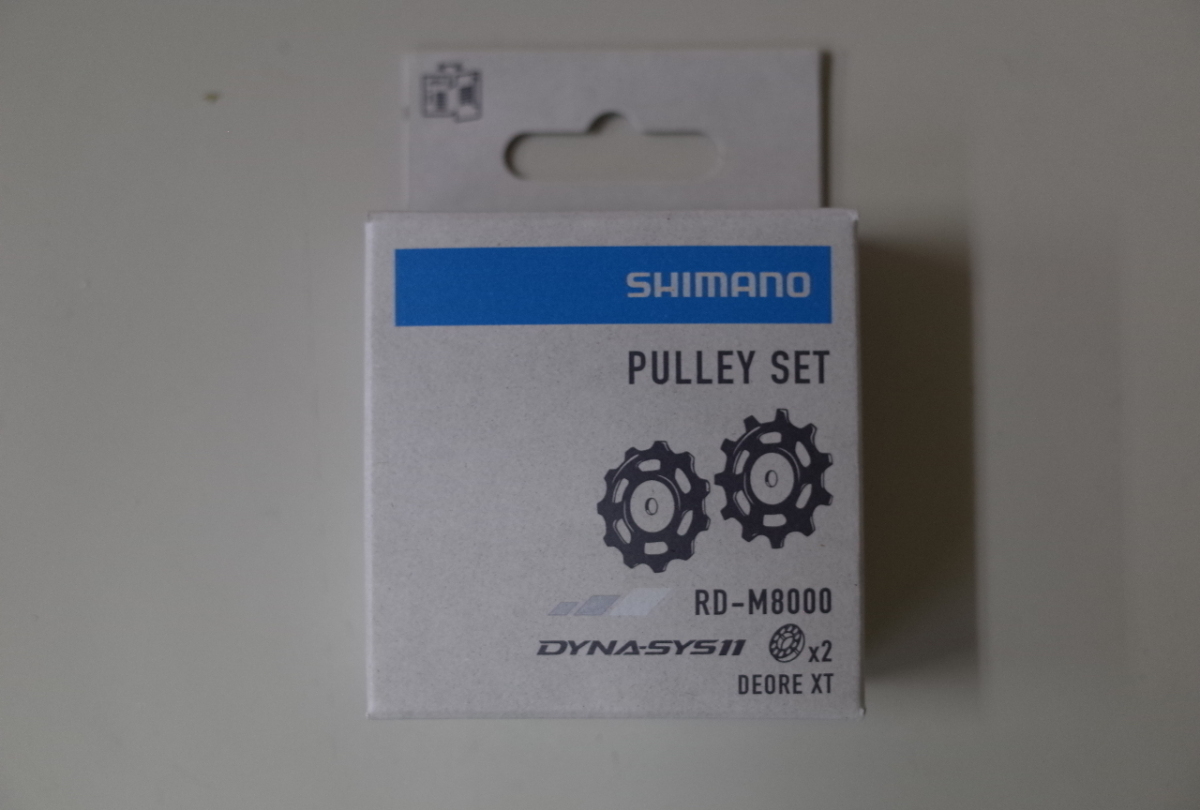 SHIMANO
PULLEY SET
RD-M8000
DYNA-SYS11 x2
DEORE XT